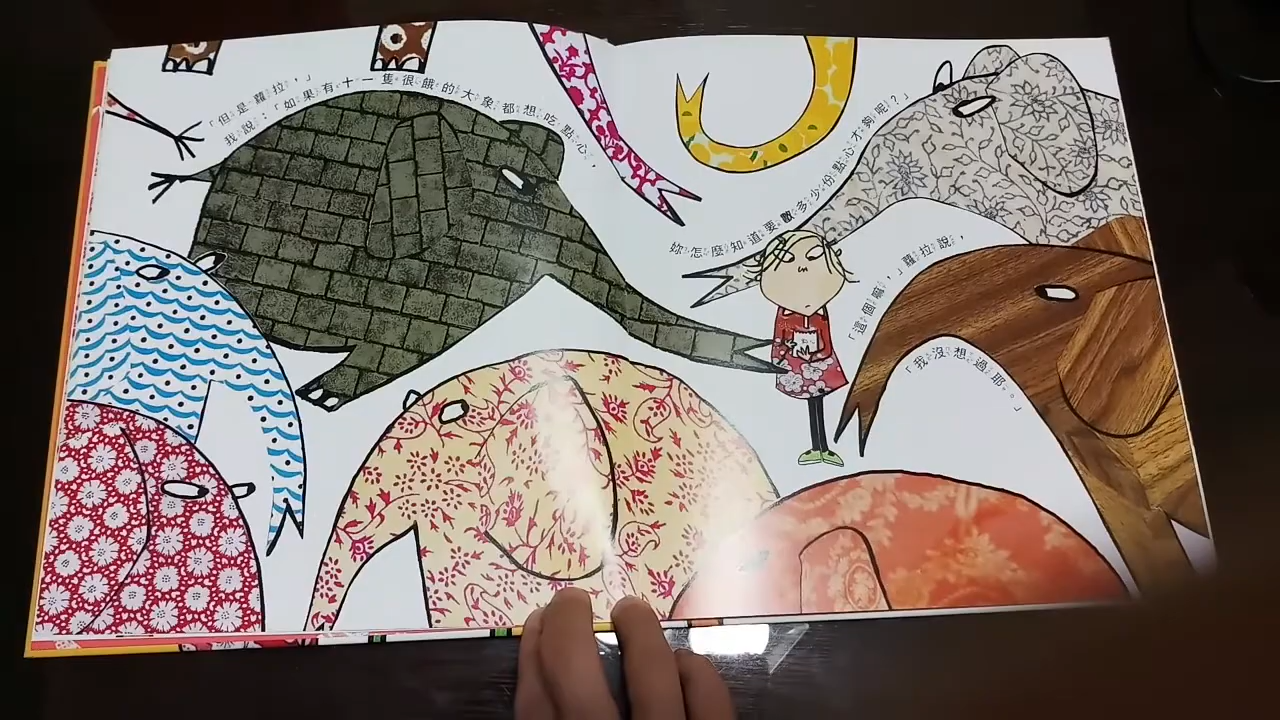 「但是蘿拉，」
我說：「如果有十一隻很餓的大象都想吃點心，
妳怎麼知道要數多少份點心才夠呢？」
「這個嘛，」蘿拉說，
「我沒想過耶。。」